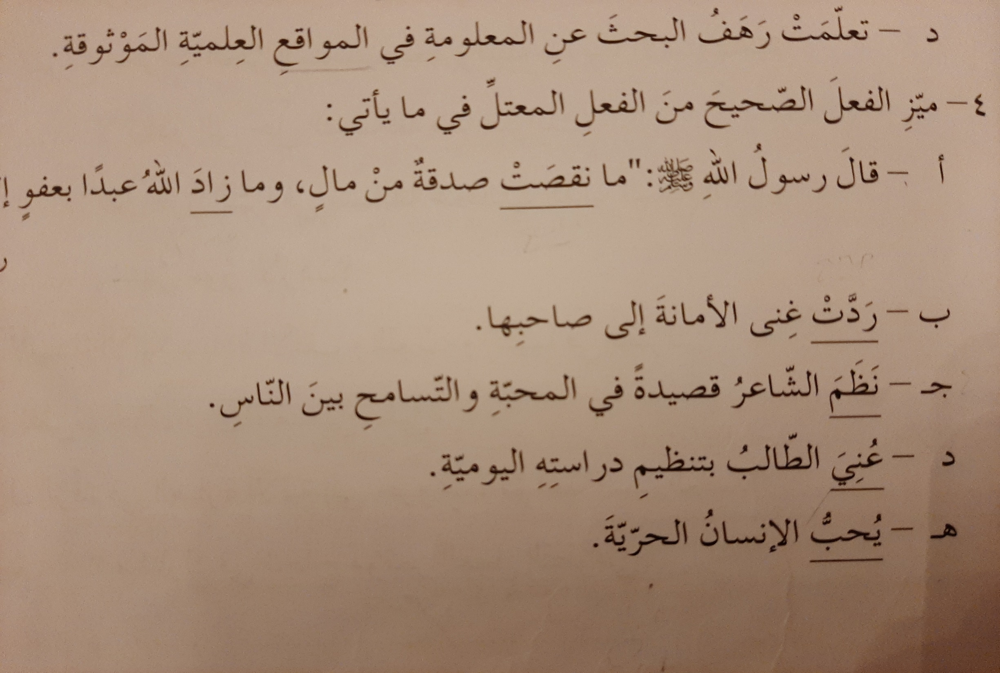 د – تعلّمَتْ رَهَفُ البحثَ عنِ المعلومةِ في المواقعِ العِلميّةِ المَوْثوقةِ.
٤– ميّزِ الفعلَ الصّحيحَ منَ الفعلِ المعتلِّ في ما يأتي:
أ – قالَ رسولُ اللّٰهِ ﷺ: "ما نقصَتْ صدقةٌ منْ مالٍ، وما زادَ اللّٰهُ عبدًا بعفوٍ
ب – رَدَّتْ غِنى الأمانةَ إلى صاحبِها.
جـ – نَظَمَ الشّاعرُ قصيدةً في المحبّةِ والتّسامحِ بينَ النّاسِ.
د – عُنِيَ الطّالبُ بتنظيمِ دراستِهِ اليوميّةِ.
هـ – يُحبُّ الإنسانُ الحرّيّةَ.